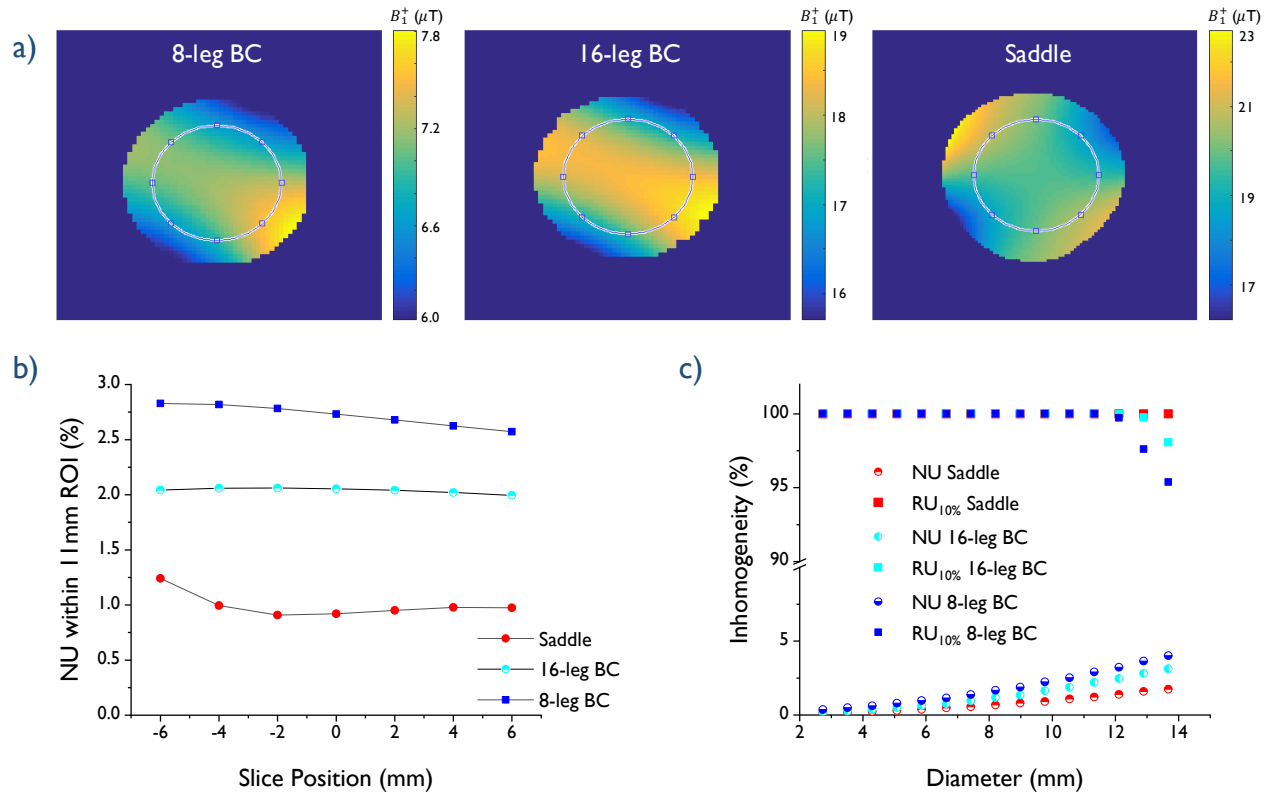 a)
B₁⁺ (μT)
B₁⁺ (μT)
B₁⁺ (μT)
8-leg BC
16-leg BC
Saddle
7.8
7.2
6.6
6.0
19
18
17
16
23
21
19
17
b)
NU within 11mm ROI (%)
3.0
2.5
2.0
1.5
1.0
0.5
0.0
-6
-4
-2
0
2
4
6
Slice Position (mm)
Saddle
16-leg BC
8-leg BC
c)
Inhomogeneity (%)
100
95
90
5
0
2
4
6
8
10
12
14
Diameter (mm)
NU Saddle
RU₁₀% Saddle
NU 16-leg BC
RU₁₀% 16-leg BC
NU 8-leg BC
RU₁₀% 8-leg BC